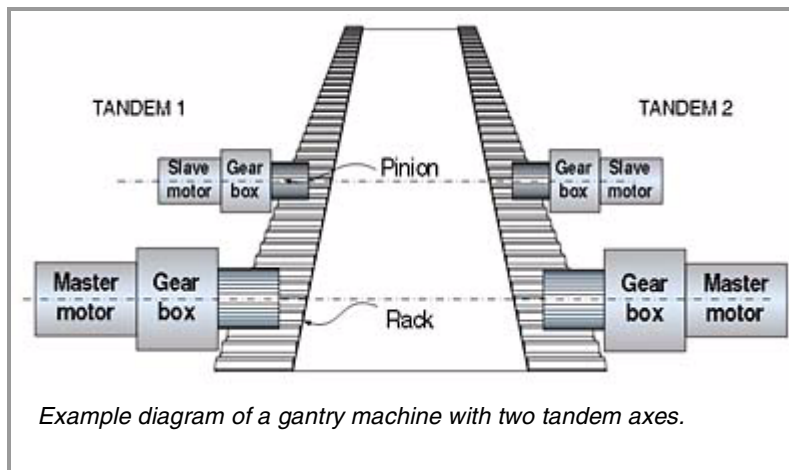 TANDEM 1
TANDEM 2
Slave motor
Gear box
Pinion
Gear box
Slave motor
Master motor
Gear box
Rack
Gear box
Master motor
Example diagram of a gantry machine with two tandem axes.